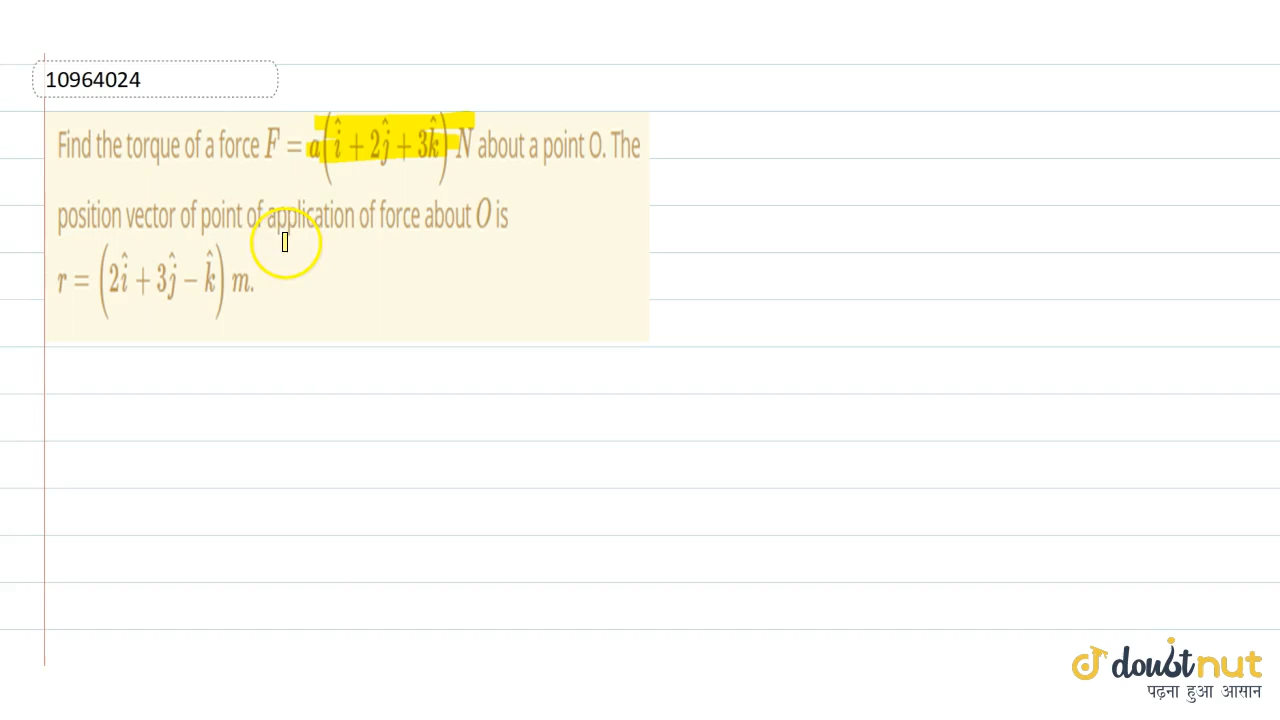 10964024
Find the torque of a force F = a(î + 2ĵ + 3k̂) N about a point O. The
position vector of point of application of force about O is
r = (2î + 3ĵ − k̂) m.
doubtnut
पढ़ना हुआ आसान